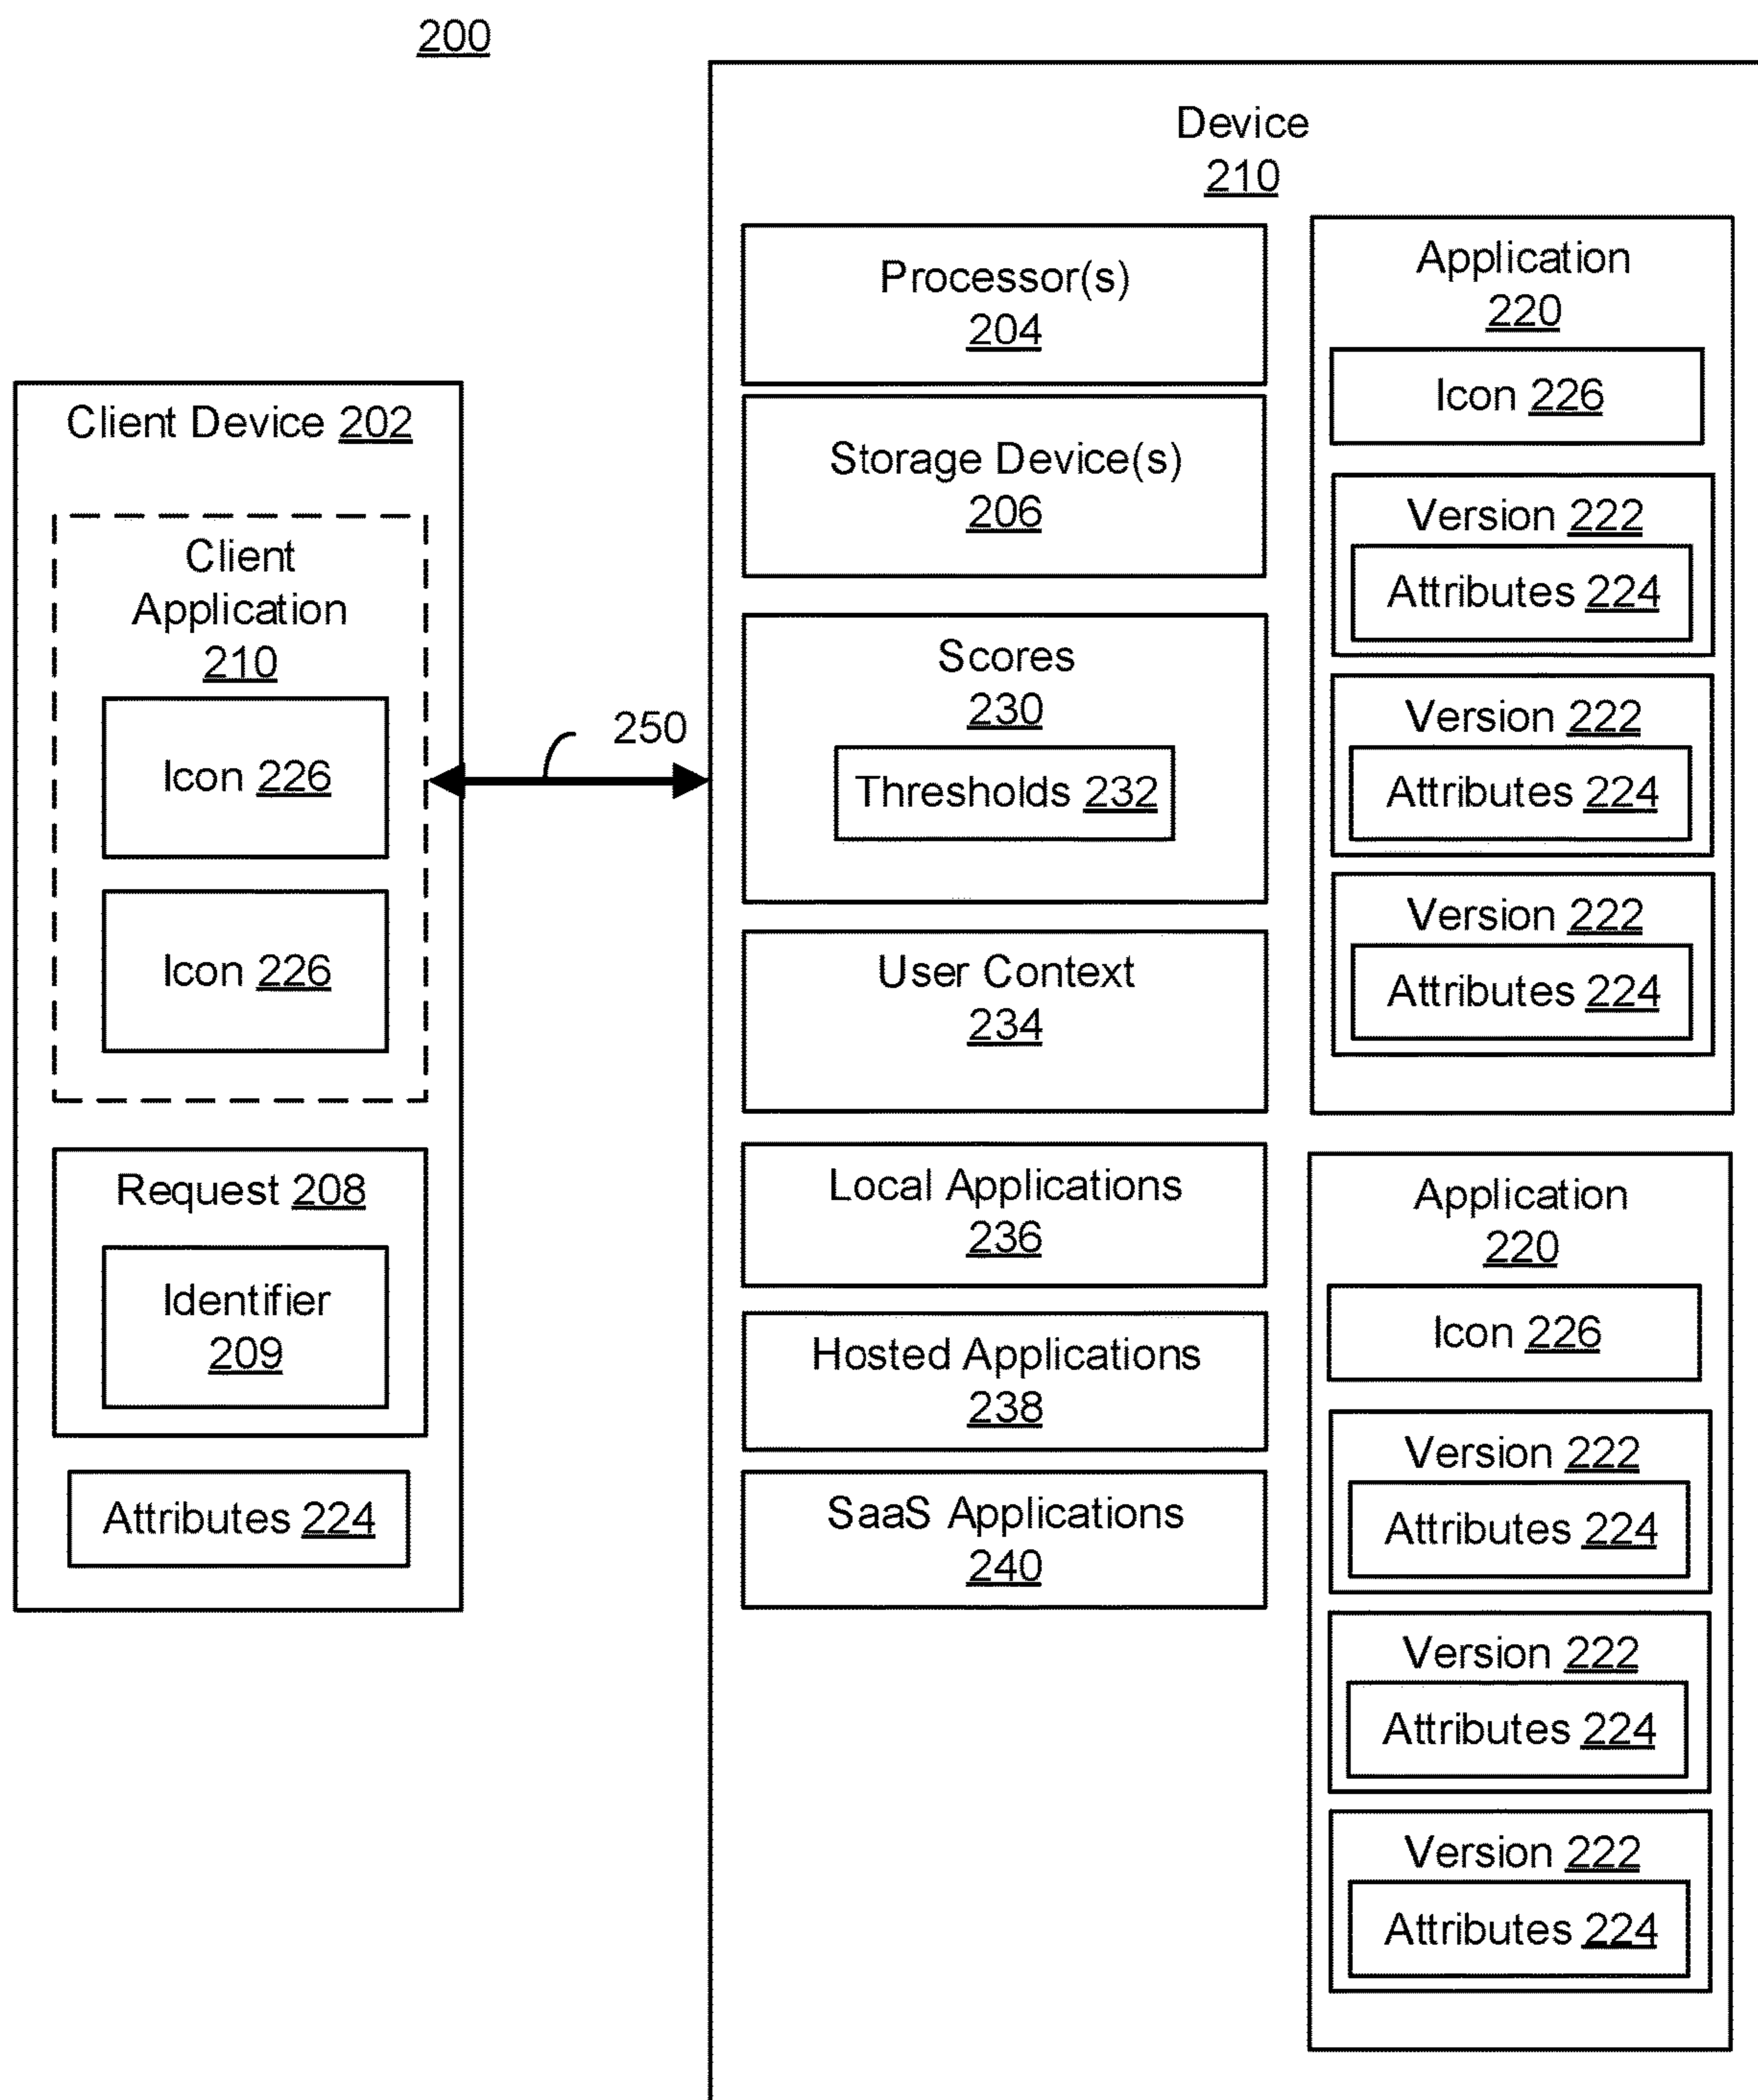 200
Client Device 202
Client
Application
210
Icon 226
Icon 226
Request 208
Identifier
209
Attributes 224
250
Device
210
Processor(s)
204
Storage Device(s)
206
Scores
230
Thresholds 232
User Context
234
Local Applications
236
Hosted Applications
238
SaaS Applications
240
Application
220
Icon 226
Version 222
Attributes 224
Version 222
Attributes 224
Version 222
Attributes 224
Application
220
Icon 226
Version 222
Attributes 224
Version 222
Attributes 224
Version 222
Attributes 224